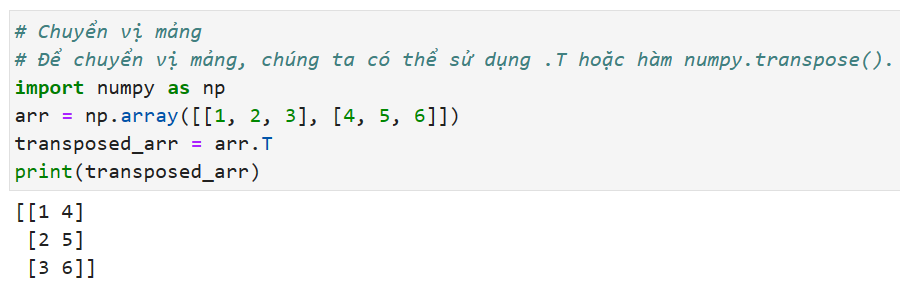 # Chuyển vị mảng
# Để chuyển vị mảng, chúng ta có thể sử dụng .T hoặc hàm numpy.transpose().
import numpy as np
arr = np.array([[1, 2, 3], [4, 5, 6]])
transposed_arr = arr.T
print(transposed_arr)
[[1 4]
 [2 5]
 [3 6]]